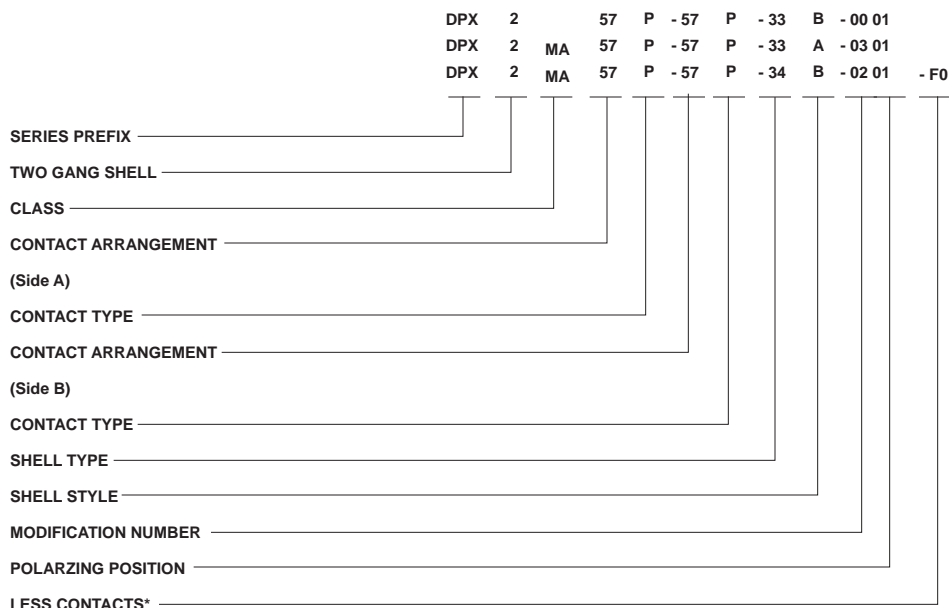 DPX 2 57 P - 57 P - 33 B - 00 01
DPX 2 MA 57 P - 57 P - 33 A - 03 01
DPX 2 MA 57 P - 57 P - 34 B - 02 01 - F0
SERIES PREFIX
TWO GANG SHELL
CLASS
CONTACT ARRANGEMENT
(Side A)
CONTACT TYPE
CONTACT ARRANGEMENT
(Side B)
CONTACT TYPE
SHELL TYPE
SHELL STYLE
MODIFICATION NUMBER
POLARZING POSITION
LESS CONTACTS*